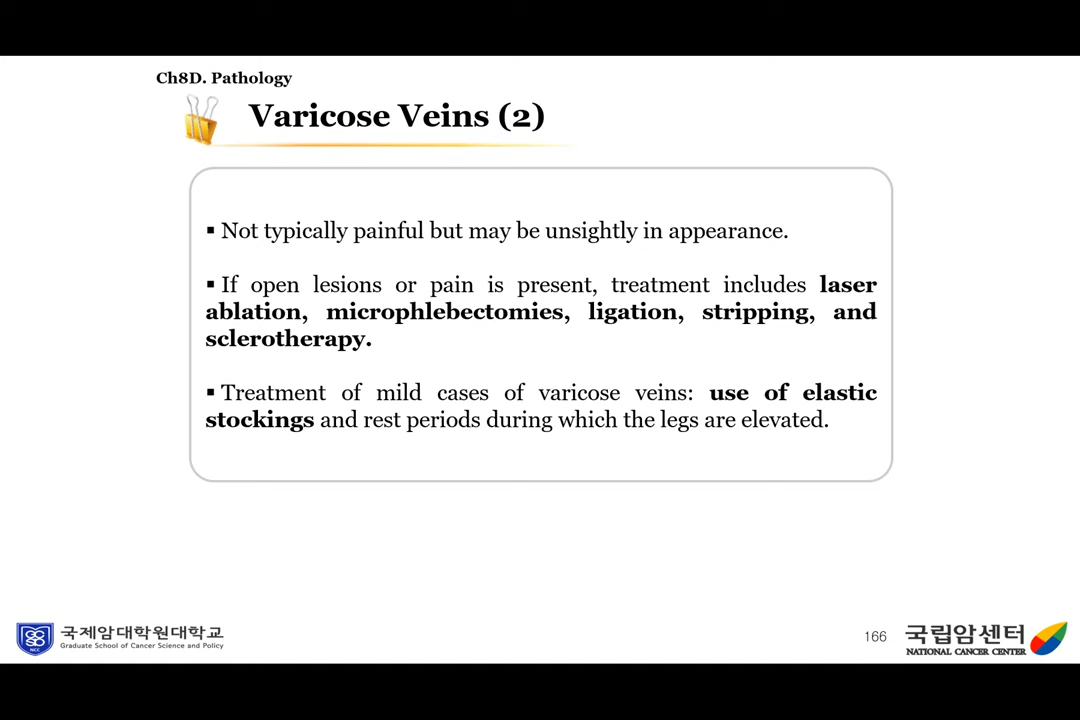 Ch8D. Pathology
Varicose Veins (2)
▪ Not typically painful but may be unsightly in appearance.
▪ If open lesions or pain is present, treatment includes laser
ablation, microphlebectomies, ligation, stripping, and
sclerotherapy.
▪ Treatment of mild cases of varicose veins: use of elastic
stockings and rest periods during which the legs are elevated.
NCC
국제암대학원대학교
Graduate School of Cancer Science and Policy
166
국립암센터
NATIONAL CANCER CENTER